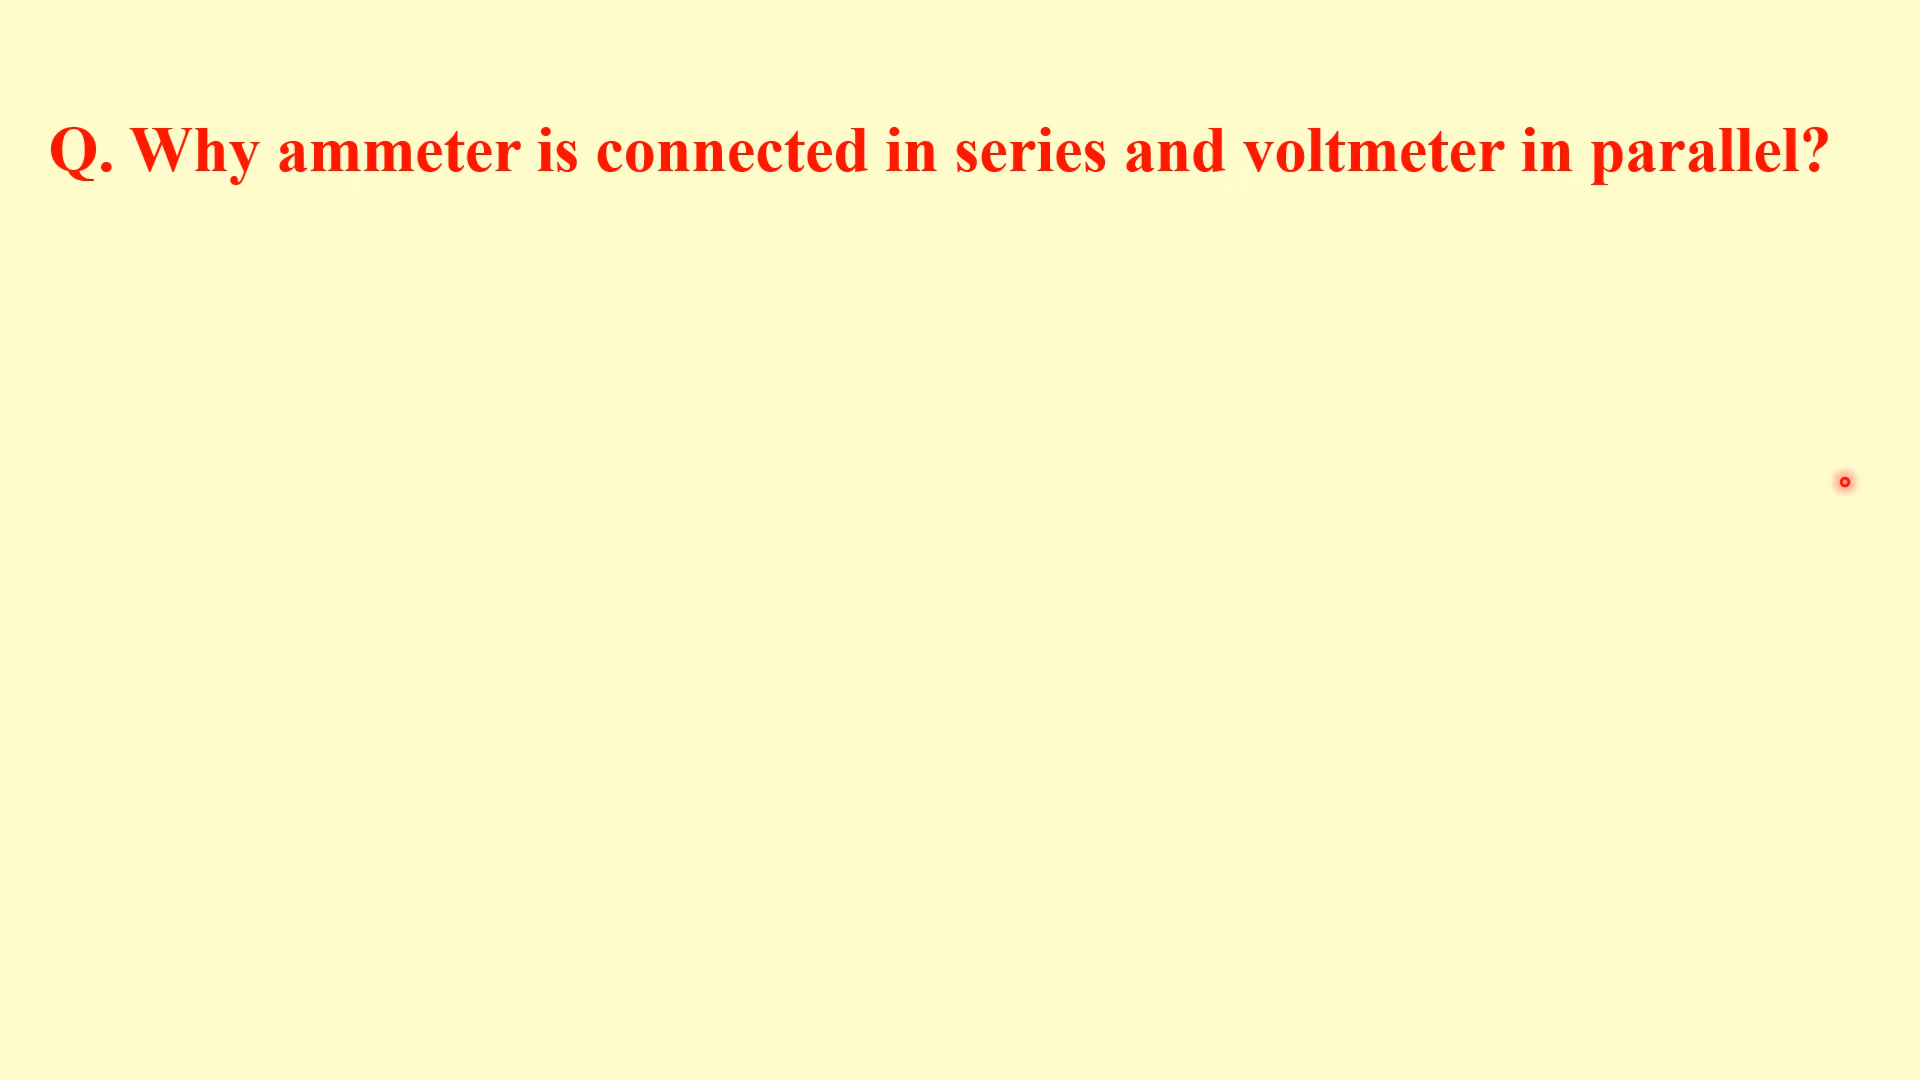 Q. Why ammeter is connected in series and voltmeter in parallel?